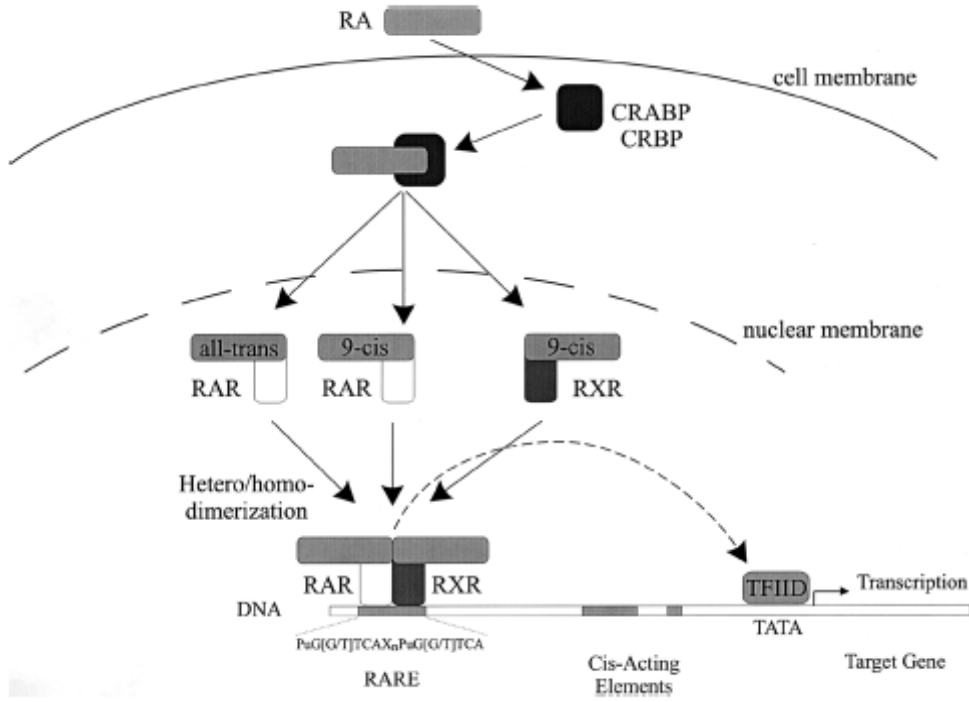 RA
cell membrane
CRABP
CRBP
nuclear membrane
all-trans
9-cis
9-cis
RAR
RAR
RXR
Hetero/homo-
dimerization
RAR
RXR
TFIID
Transcription
DNA
TATA
PuG[G/T]TCAXnPuG[G/T]TCA
RARE
Cis-Acting
Elements
Target Gene